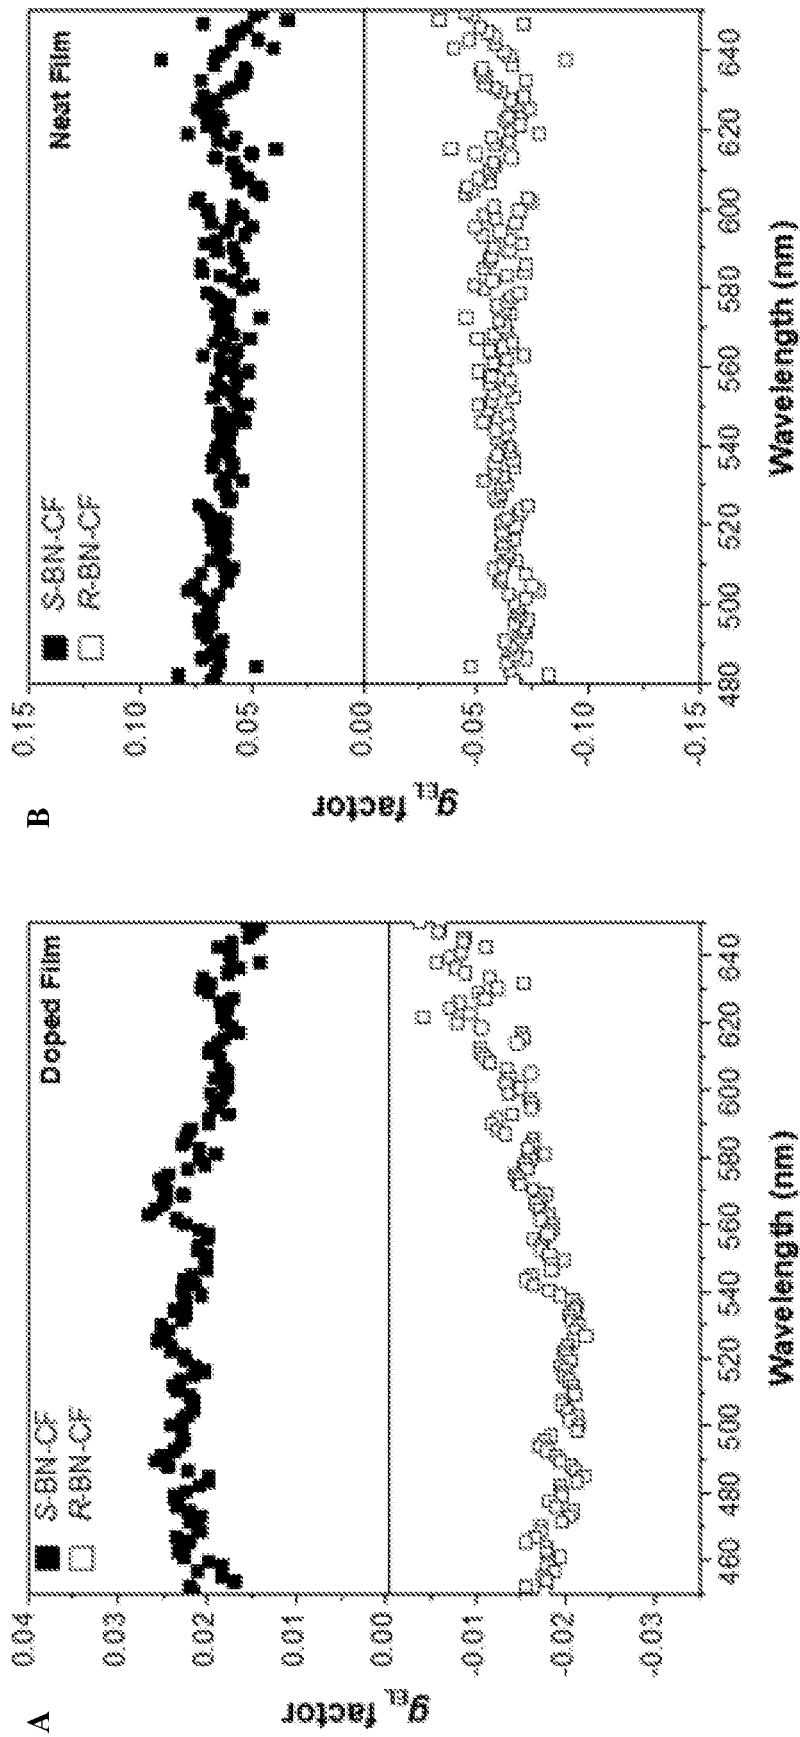 A
Doped Film
S-BN-CF
R-BN-CF
0.04
0.03
0.02
0.01
0.00
-0.01
-0.02
-0.03
gEL factor
460 480 500 520 540 560 580 600 620 640
Wavelength (nm)
B
Neat Film
S-BN-CF
R-BN-CF
0.15
0.10
0.05
0.00
-0.05
-0.10
-0.15
gEL factor
480 500 520 540 560 580 600 620 640
Wavelength (nm)